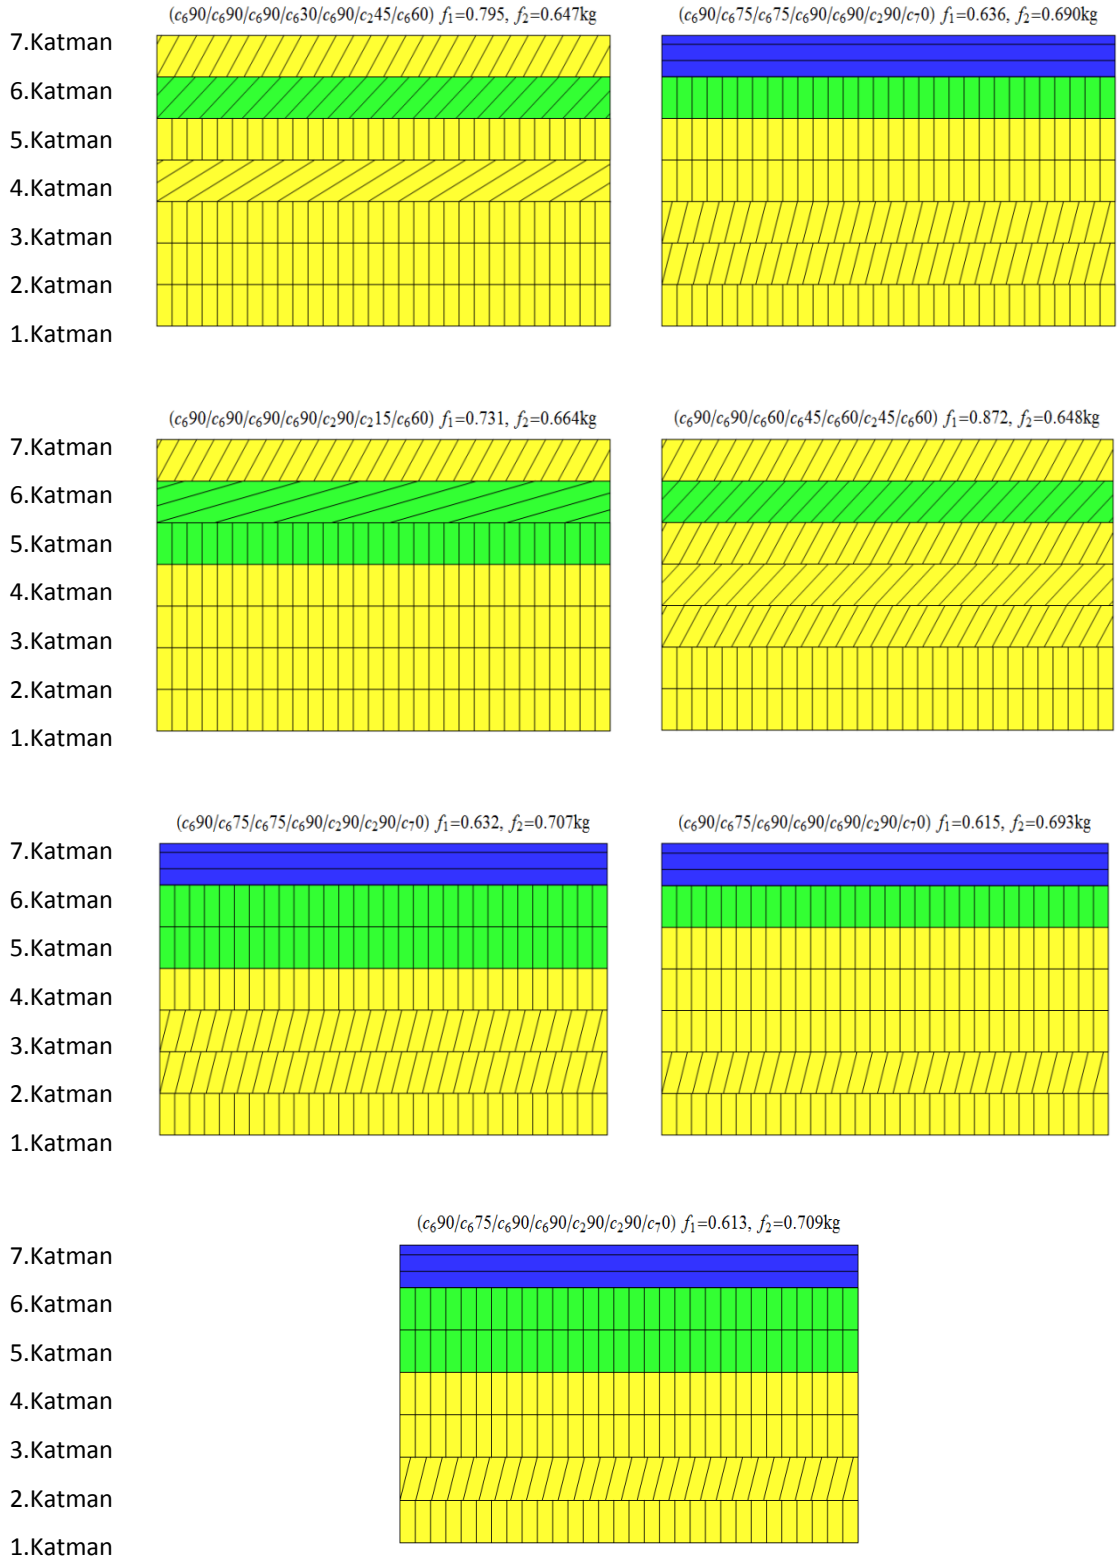 (c₆90/c₆90/c₆90/c₆30/c₆90/c₂45/c₆60) f₁=0.795, f₂=0.647kg
(c₆90/c₆75/c₆75/c₆90/c₆90/c₂90/c₇0) f₁=0.636, f₂=0.690kg
7.Katman
6.Katman
5.Katman
4.Katman
3.Katman
2.Katman
1.Katman
(c₆90/c₆90/c₆90/c₆90/c₂90/c₂15/c₆60) f₁=0.731, f₂=0.664kg
(c₆90/c₆90/c₆60/c₆45/c₆60/c₂45/c₆60) f₁=0.872, f₂=0.648kg
7.Katman
6.Katman
5.Katman
4.Katman
3.Katman
2.Katman
1.Katman
(c₆90/c₆75/c₆75/c₆90/c₂90/c₂90/c₇0) f₁=0.632, f₂=0.707kg
(c₆90/c₆75/c₆90/c₆90/c₆90/c₂90/c₇0) f₁=0.615, f₂=0.693kg
7.Katman
6.Katman
5.Katman
4.Katman
3.Katman
2.Katman
1.Katman
(c₆90/c₆75/c₆90/c₆90/c₂90/c₂90/c₇0) f₁=0.613, f₂=0.709kg
7.Katman
6.Katman
5.Katman
4.Katman
3.Katman
2.Katman
1.Katman